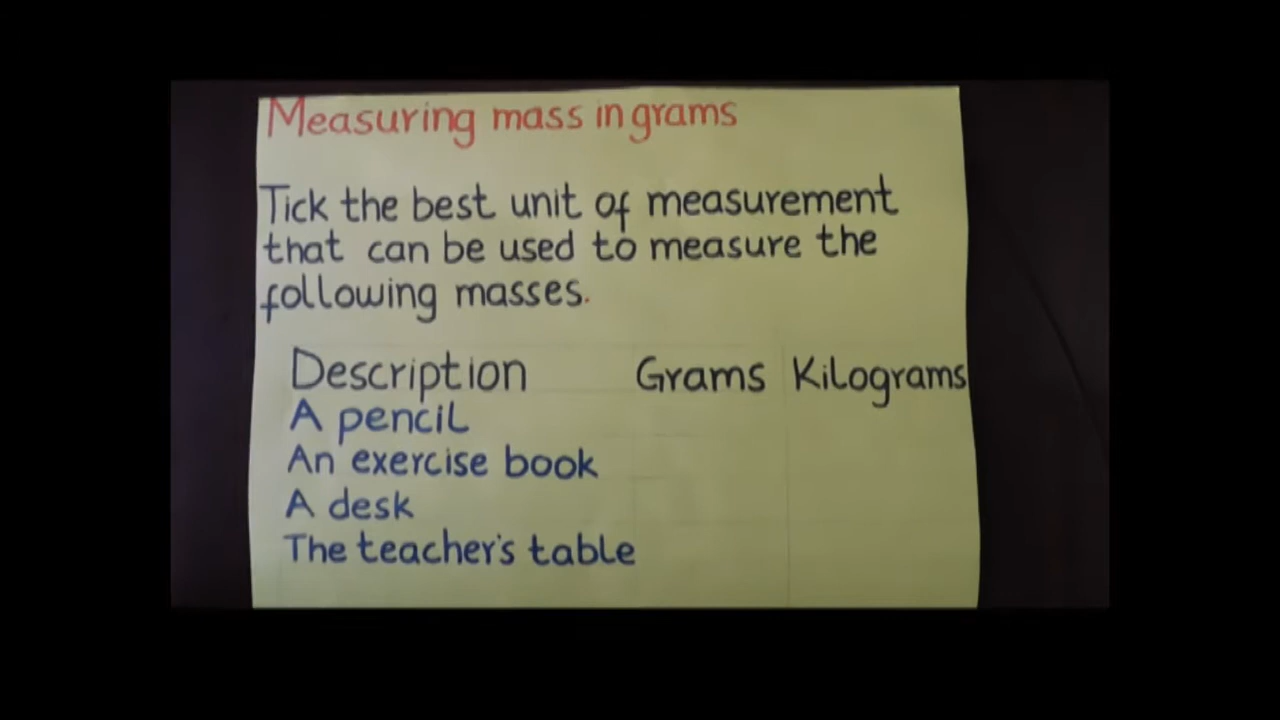 Measuring mass in grams
Tick the best unit of measurement
that can be used to measure the
following masses.
Description Grams Kilograms
A pencil
An exercise book
A desk
The teacher's table